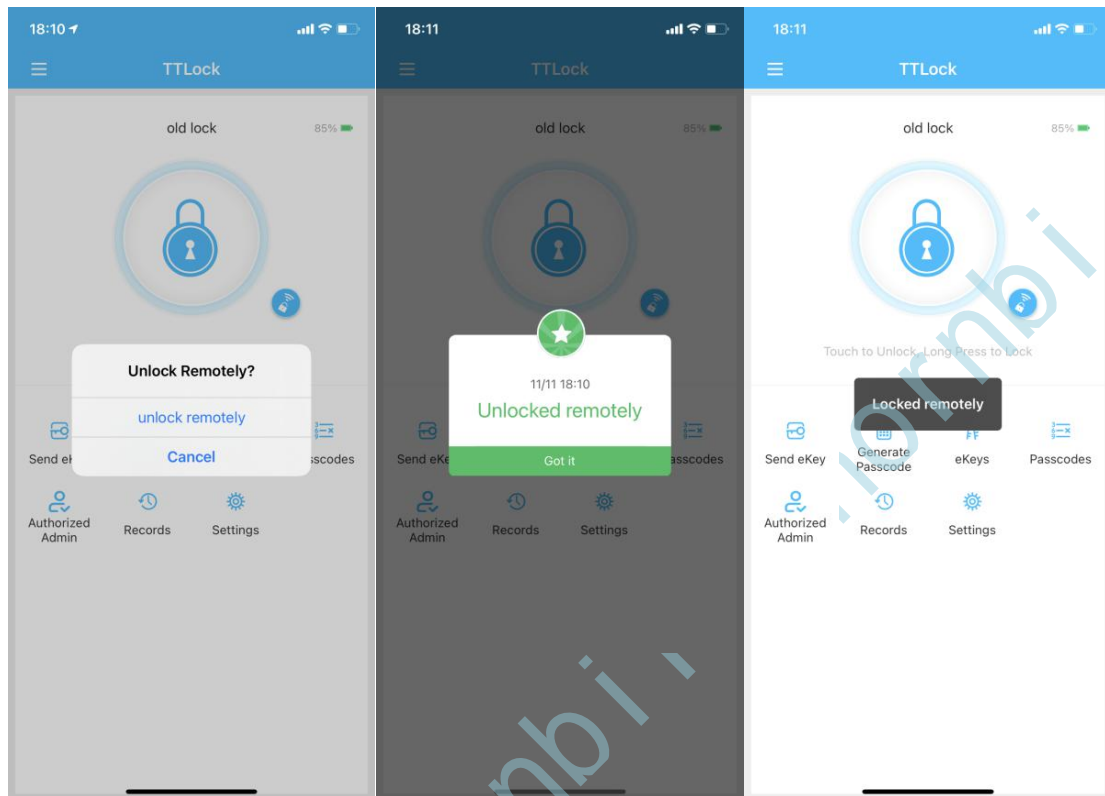 18:10
TTLock
old lock
85%
Unlock Remotely?
unlock remotely
Cancel
Send eK
sscodes
Authorized
Admin
Records
Settings
18:11
TTLock
old lock
85%
11/11 18:10
Unlocked remotely
Got it
Send eKe
asscodes
Authorized
Admin
Records
Settings
18:11
TTLock
old lock
85%
Touch to Unlock, Long Press to Lock
Locked remotely
Send eKey
Generate
Passcode
eKeys
Passcodes
Authorized
Admin
Records
Settings